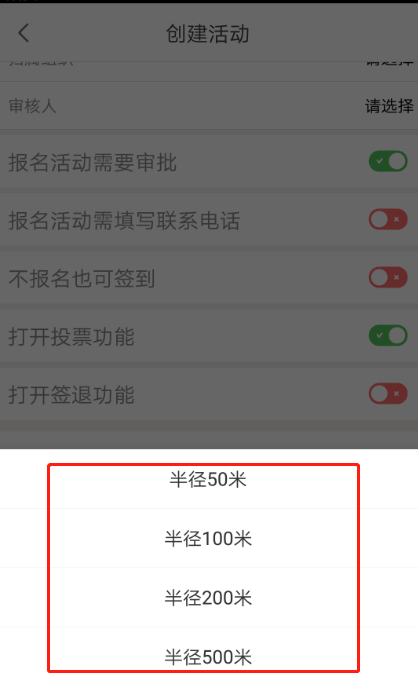 创建活动
请选择
审核人
请选择
报名活动需要审批
报名活动需填写联系电话
不报名也可签到
打开投票功能
打开签退功能
半径50米
半径100米
半径200米
半径500米